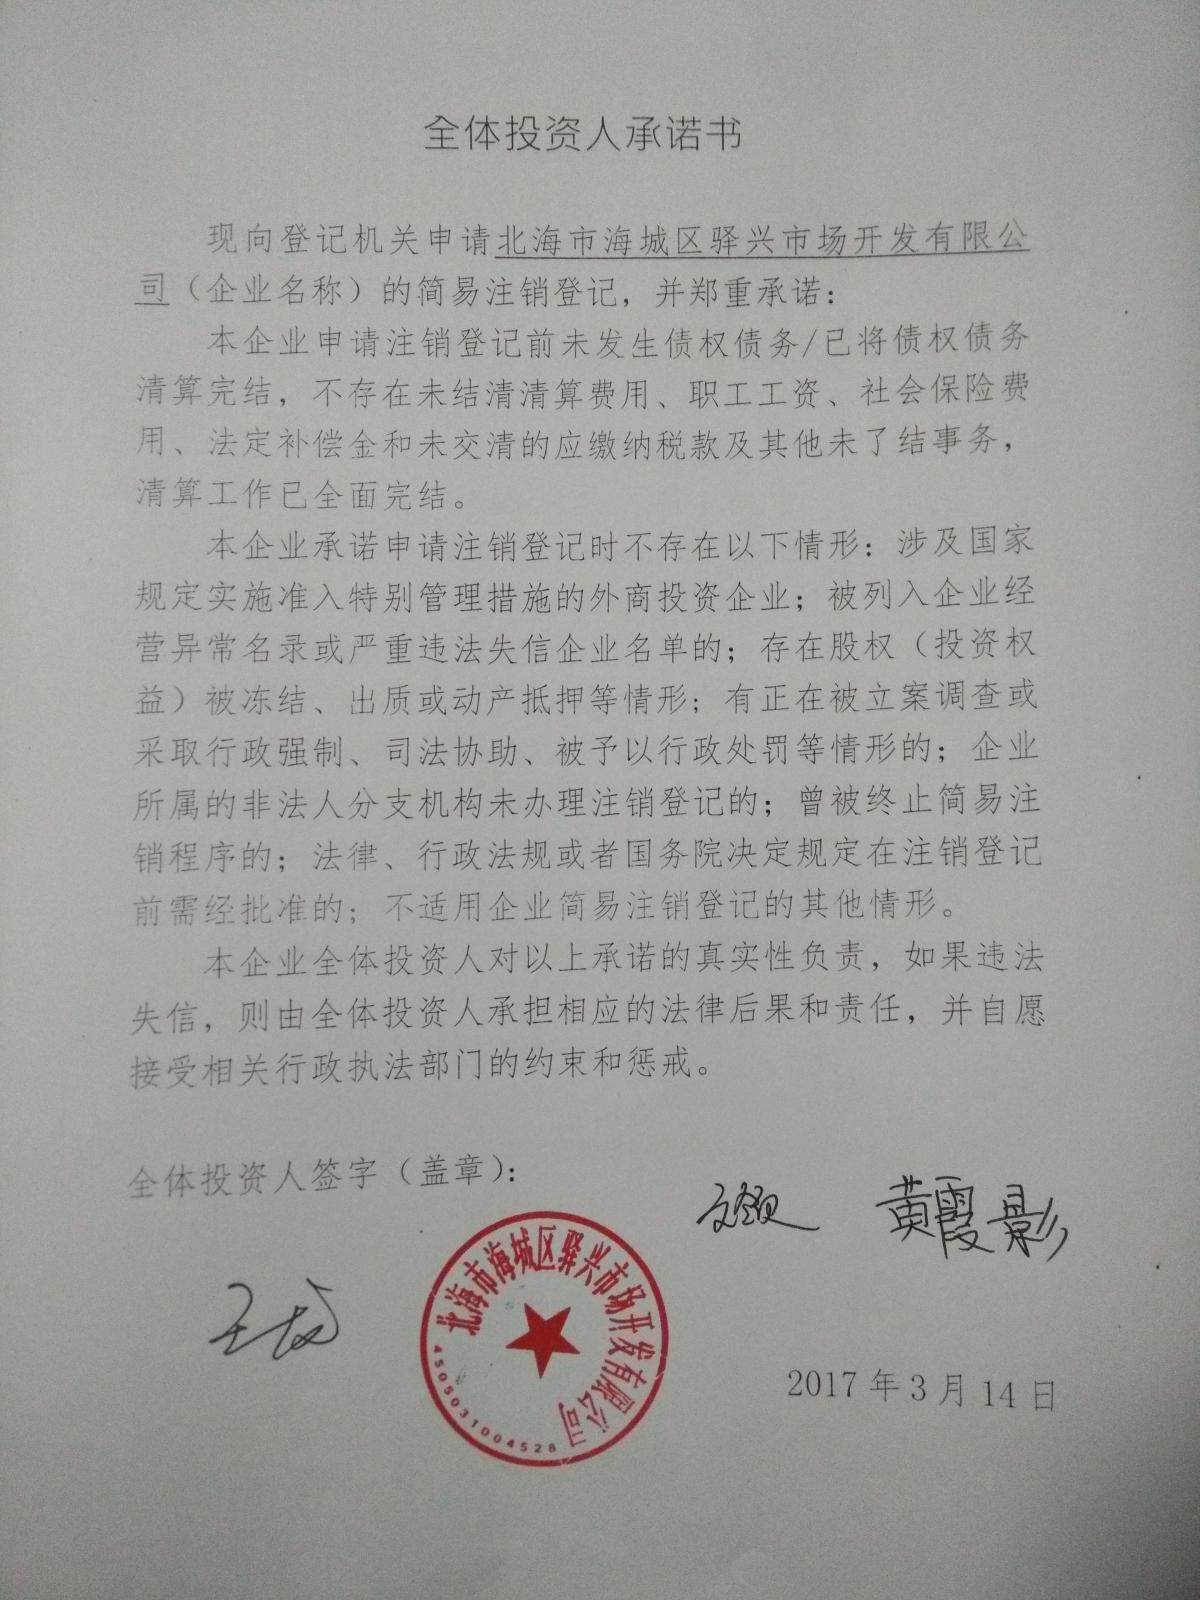 全体投资人承诺书
现向登记机关申请北海市海城区驿兴市场开发有限公
司（企业名称）的简易注销登记，并郑重承诺：
本企业申请注销登记前未发生债权债务/已将债权债务
清算完结，不存在未结清清算费用、职工工资、社会保险费
用、法定补偿金和未交清的应缴纳税款及其他未了结事务，
清算工作已全面完结。
本企业承诺申请注销登记时不存在以下情形：涉及国家
规定实施准入特别管理措施的外商投资企业；被列入企业经
营异常名录或严重违法失信企业名单的；存在股权（投资权
益）被冻结、出质或动产抵押等情形；有正在被立案调查或
采取行政强制、司法协助、被予以行政处罚等情形的；企业
所属的非法人分支机构未办理注销登记的；曾被终止简易注
销程序的；法律、行政法规或者国务院决定规定在注销登记
前需经批准的；不适用企业简易注销登记的其他情形。
本企业全体投资人对以上承诺的真实性负责，如果违法
失信，则由全体投资人承担相应的法律后果和责任，并自愿
接受相关行政执法部门的约束和惩戒。
全体投资人签字（盖章）：
黄霞影
北海市海城区驿兴市场开发有限公司
4505031004528
2017年3月14日